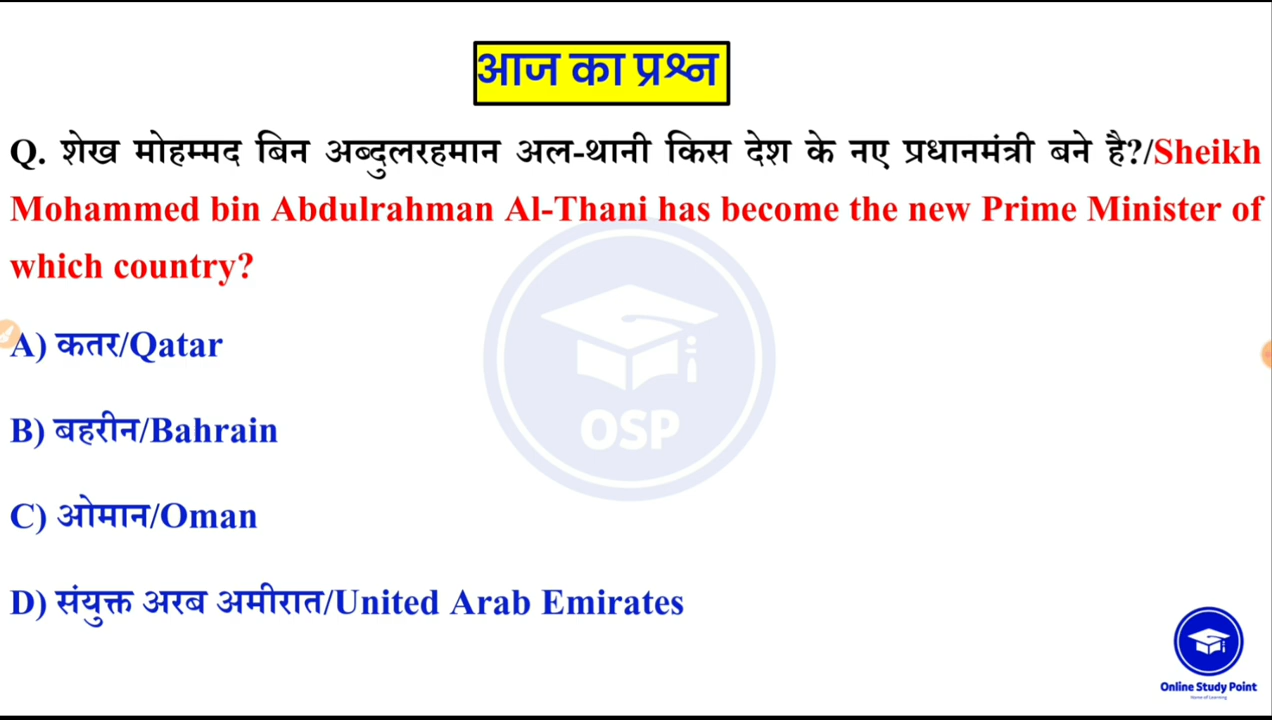 आज का प्रश्न
Q. शेख मोहम्मद बिन अब्दुलरहमान अल-थानी किस देश के नए प्रधानमंत्री बने है?/Sheikh
Mohammed bin Abdulrahman Al-Thani has become the new Prime Minister of
which country?
A) कतर/Qatar
B) बहरीन/Bahrain
OSP
C) ओमान/Oman
D) संयुक्त अरब अमीरात/United Arab Emirates
Online Study Point
Home of Learning